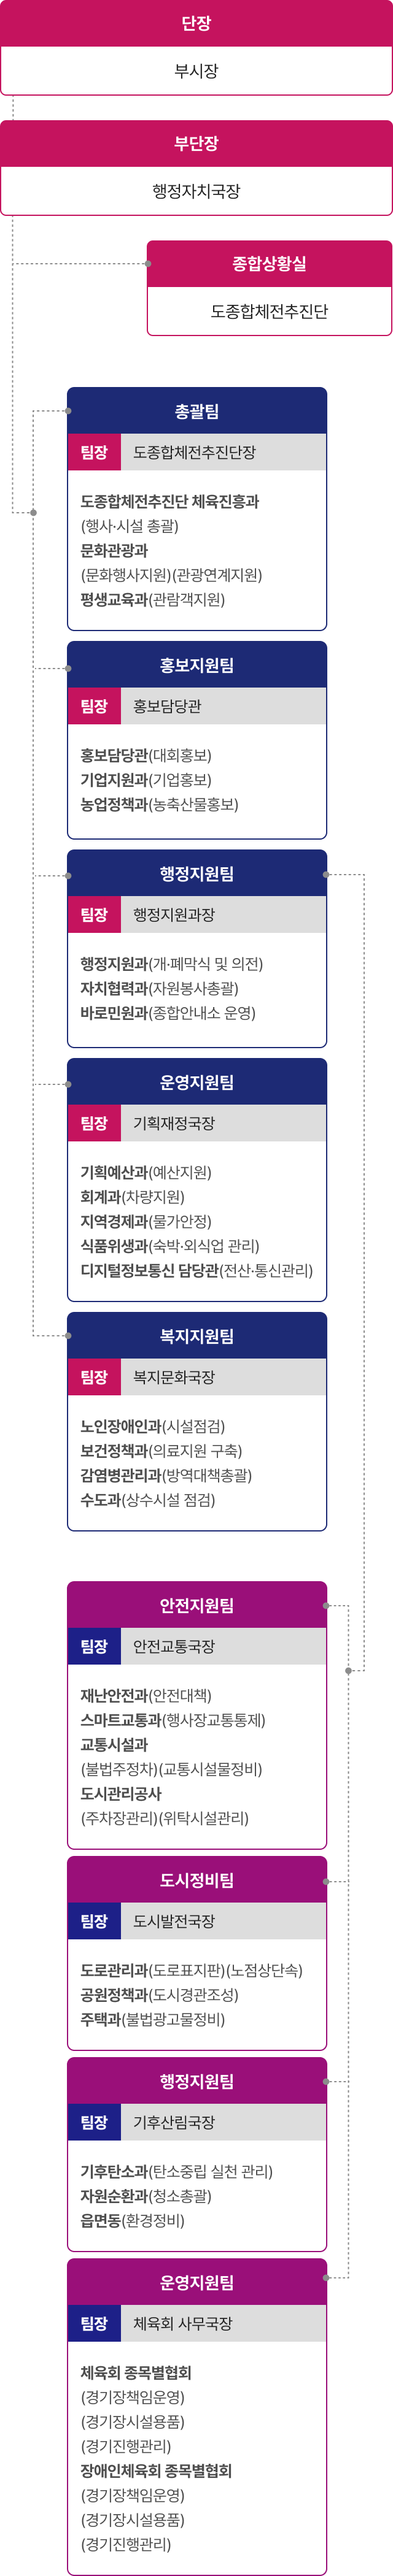 단장
부시장
부단장
행정자치국장
종합상황실
도종합체전추진단
총괄팀
팀장 도종합체전추진단장
도종합체전추진단 체육진흥과
(행사·시설 총괄)
문화관광과
(문화행사지원)(관광연계지원)
평생교육과(관람객지원)
홍보지원팀
팀장 홍보담당관
홍보담당관(대회홍보)
기업지원과(기업홍보)
농업정책과(농축산물홍보)
행정지원팀
팀장 행정지원과장
행정지원과(개·폐막식 및 의전)
자치협력과(자원봉사총괄)
바로민원과(종합안내소 운영)
운영지원팀
팀장 기획재정국장
기획예산과(예산지원)
회계과(차량지원)
지역경제과(물가안정)
식품위생과(숙박·외식업 관리)
디지털정보통신 담당관(전산·통신관리)
복지지원팀
팀장 복지문화국장
노인장애인과(시설점검)
보건정책과(의료지원 구축)
감염병관리과(방역대책총괄)
수도과(상수시설 점검)
안전지원팀
팀장 안전교통국장
재난안전과(안전대책)
스마트교통과(행사장교통통제)
교통시설과
(불법주정차)(교통시설물정비)
도시관리공사
(주차장관리)(위탁시설관리)
도시정비팀
팀장 도시발전국장
도로관리과(도로표지판)(노점상단속)
공원정책과(도시경관조성)
주택과(불법광고물정비)
행정지원팀
팀장 기후산림국장
기후탄소과(탄소중립 실천 관리)
자원순환과(청소총괄)
읍면동(환경정비)
운영지원팀
팀장 체육회 사무국장
체육회 종목별협회
(경기장책임운영)
(경기장시설용품)
(경기진행관리)
장애인체육회 종목별협회
(경기장책임운영)
(경기장시설용품)
(경기진행관리)